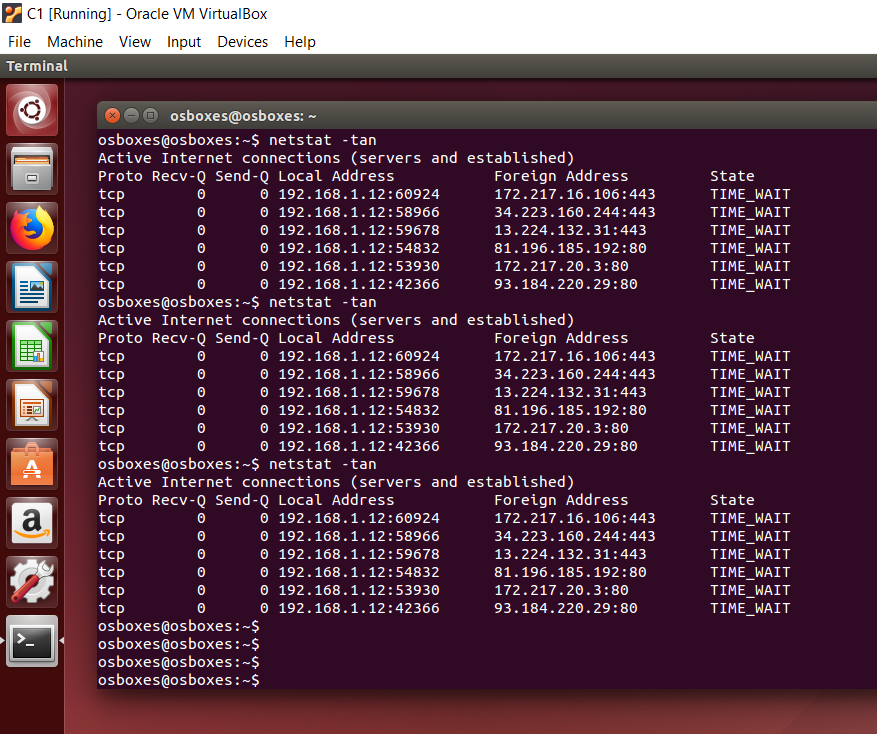 C1 [Running] - Oracle VM VirtualBox
File Machine View Input Devices Help
Terminal
osboxes@osboxes: ~
osboxes@osboxes:~$ netstat -tan
Active Internet connections (servers and established)
Proto Recv-Q Send-Q Local Address           Foreign Address         State
tcp        0      0 192.168.1.12:60924      172.217.16.106:443      TIME_WAIT
tcp        0      0 192.168.1.12:58966      34.223.160.244:443      TIME_WAIT
tcp        0      0 192.168.1.12:59678      13.224.132.31:443       TIME_WAIT
tcp        0      0 192.168.1.12:54832      81.196.185.192:80       TIME_WAIT
tcp        0      0 192.168.1.12:53930      172.217.20.3:80         TIME_WAIT
tcp        0      0 192.168.1.12:42366      93.184.220.29:80        TIME_WAIT
osboxes@osboxes:~$ netstat -tan
Active Internet connections (servers and established)
Proto Recv-Q Send-Q Local Address           Foreign Address         State
tcp        0      0 192.168.1.12:60924      172.217.16.106:443      TIME_WAIT
tcp        0      0 192.168.1.12:58966      34.223.160.244:443      TIME_WAIT
tcp        0      0 192.168.1.12:59678      13.224.132.31:443       TIME_WAIT
tcp        0      0 192.168.1.12:54832      81.196.185.192:80       TIME_WAIT
tcp        0      0 192.168.1.12:53930      172.217.20.3:80         TIME_WAIT
tcp        0      0 192.168.1.12:42366      93.184.220.29:80        TIME_WAIT
osboxes@osboxes:~$ netstat -tan
Active Internet connections (servers and established)
Proto Recv-Q Send-Q Local Address           Foreign Address         State
tcp        0      0 192.168.1.12:60924      172.217.16.106:443      TIME_WAIT
tcp        0      0 192.168.1.12:58966      34.223.160.244:443      TIME_WAIT
tcp        0      0 192.168.1.12:59678      13.224.132.31:443       TIME_WAIT
tcp        0      0 192.168.1.12:54832      81.196.185.192:80       TIME_WAIT
tcp        0      0 192.168.1.12:53930      172.217.20.3:80         TIME_WAIT
tcp        0      0 192.168.1.12:42366      93.184.220.29:80        TIME_WAIT
osboxes@osboxes:~$
osboxes@osboxes:~$
osboxes@osboxes:~$
osboxes@osboxes:~$